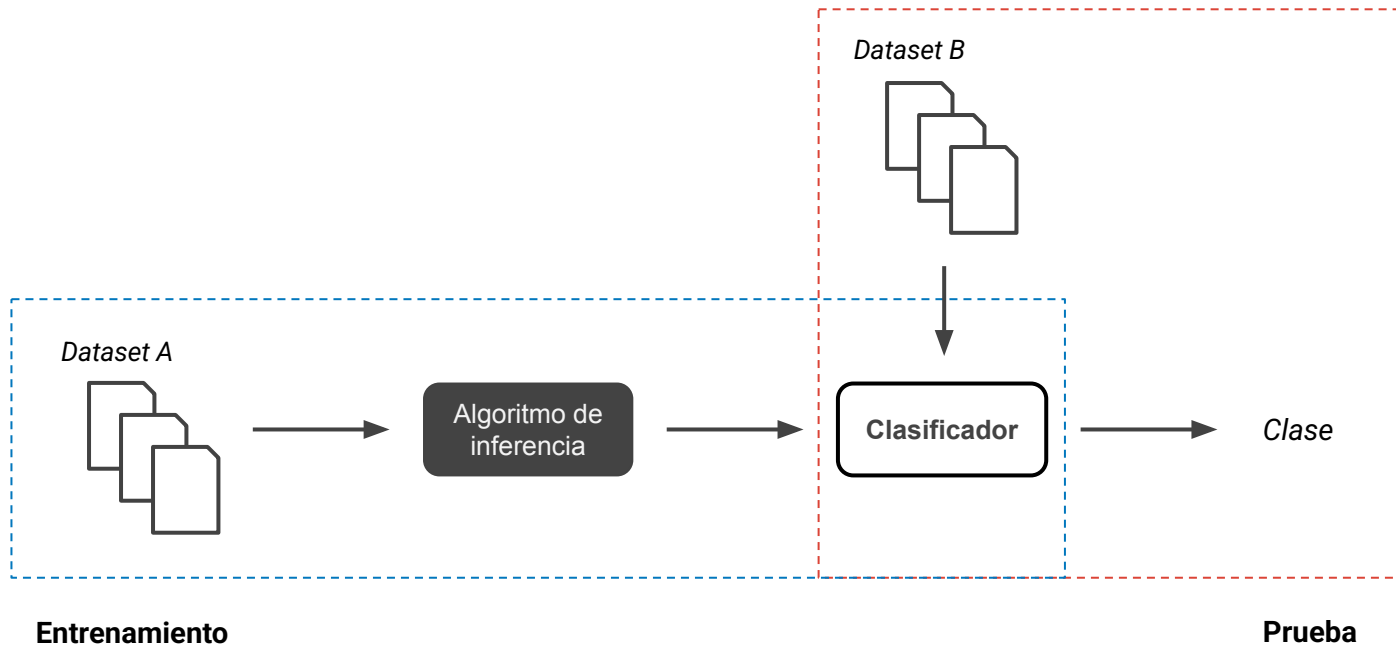 Dataset B
Dataset A
Algoritmo de
inferencia
Clasificador
Clase
Entrenamiento
Prueba